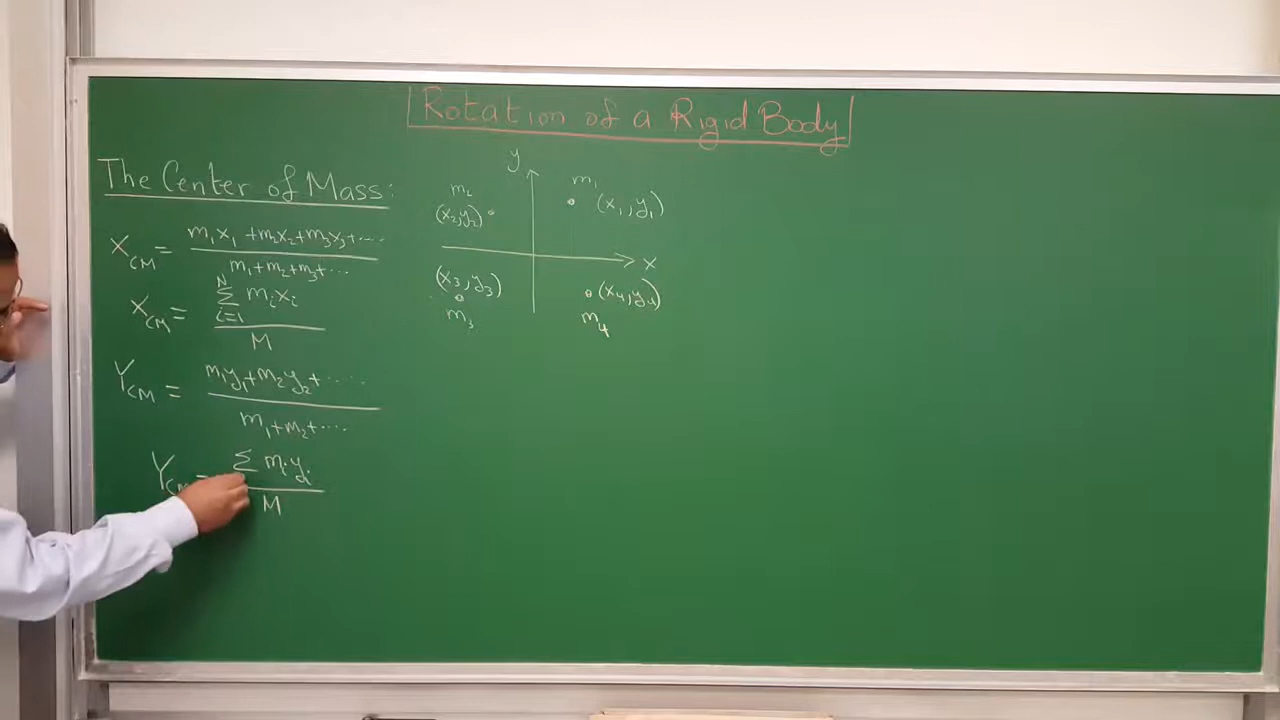 Rotation of a Rigid Body
The Center of Mass:
X_CM = (m₁x₁ + m₂x₂ + m₃x₃ + ....) / (m₁ + m₂ + m₃ + ...)
X_CM = Σ_{i=1}^{N} mᵢxᵢ / M
Y_CM = (m₁y₁ + m₂y₂ + .....) / (m₁ + m₂ + ...)
Y_CM = Σ mᵢyᵢ / M
y
m₂
(x₂,y₂)
m₁
(x₁,y₁)
x
(x₃,y₃)
m₃
(x₄,y₄)
m₄